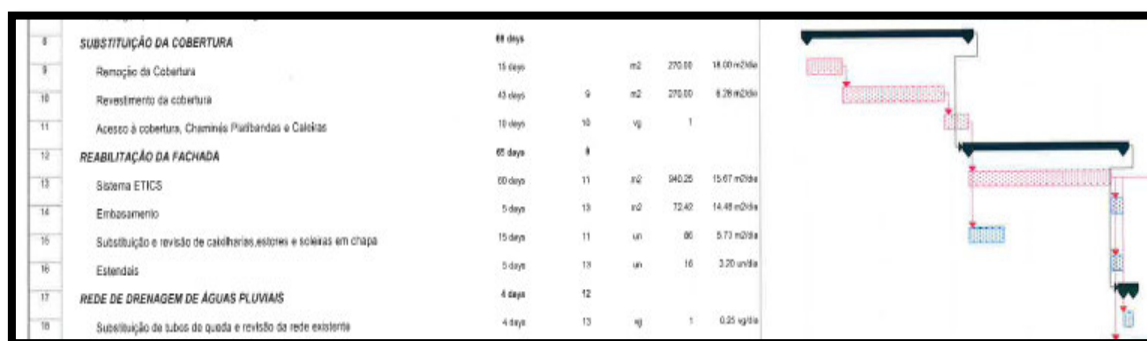 8 SUBSTITUIÇÃO DA COBERTURA 68 days
9 Remoção da Cobertura 15 days m2 270.00 18.00 m2/dia
10 Revestimento da cobertura 43 days 9 m2 270.00 6.28 m2/dia
11 Acesso à cobertura, Chaminés Platibandas e Caleiras 10 days 10 vg 1
12 REABILITAÇÃO DA FACHADA 65 days 8
13 Sistema ETICS 60 days 11 m2 940.25 15.67 m2/dia
14 Embasamento 5 days 13 m2 72.42 14.48 m2/dia
15 Substituição e revisão de caixilharias,estores e soleiras em chapa 15 days 11 un 86 5.73 m2/dia
16 Estendais 5 days 13 un 16 3.20 un/dia
17 REDE DE DRENAGEM DE ÁGUAS PLUVIAIS 4 days 12
18 Substituição de tubos de queda e revisão da rede existente 4 days 13 vg 1 0.25 vg/dia